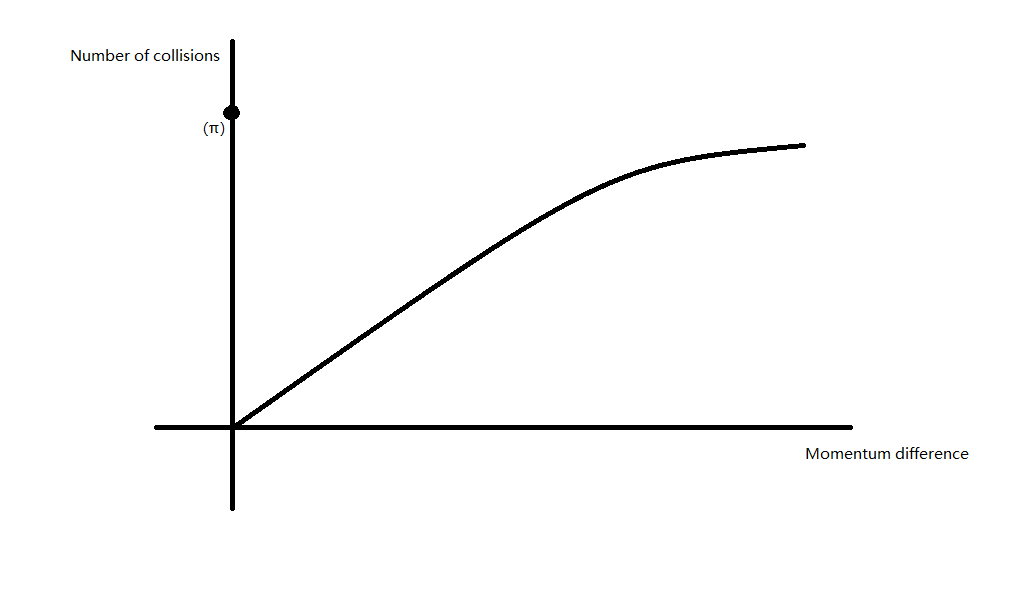 Number of collisions
(π)
Momentum difference